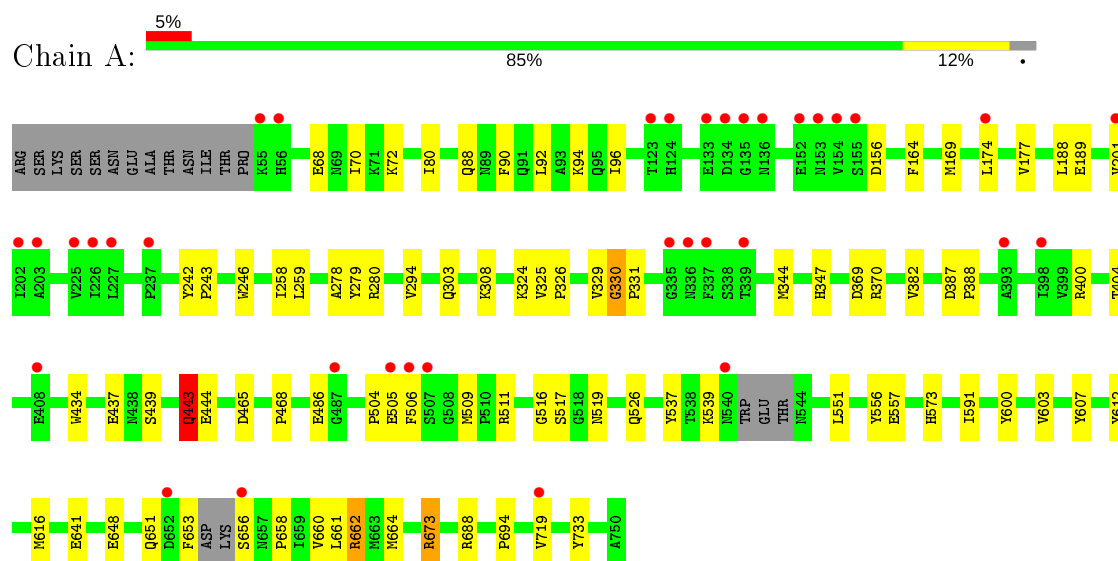 5%
Chain A:
85% 12% •
ARG SER LYS SER SER ASN GLU ALA THR ASN ILE THR PRO K55 H56 E68 N69 I70 K71 K72 I80 Q88 N89 F90 Q91 L92 A93 K94 Q95 I96 T123 H124 E133 D134 G135 N136 E152 N153 V154 S155 D156 F164 M169 L174 V177 L188 E189 V201
I202 A203 V225 I226 L227 P237 Y242 P243 W246 I258 L259 A278 Y279 R280 V294 Q303 K308 K324 V325 P326 V329 G330 P331 G335 N336 F337 S338 T339 M344 H347 D369 R370 V382 D387 P388 A393 I398 V399 R400 T404
E408 W434 E437 N438 S439 Q443 E444 D465 P468 E486 G487 P504 E505 F506 S507 G508 M509 P510 R511 G516 S517 G518 N519 Q526 Y537 T538 K539 N540 TRP GLU THR N544 L551 Y556 E557 H573 I591 Y600 V603 Y607 Y612
M616 E641 E648 Q651 D652 F653 ASP LYS S656 N657 P658 I659 V660 L661 R662 M663 M664 R673 R688 P694 V719 Y733 A750